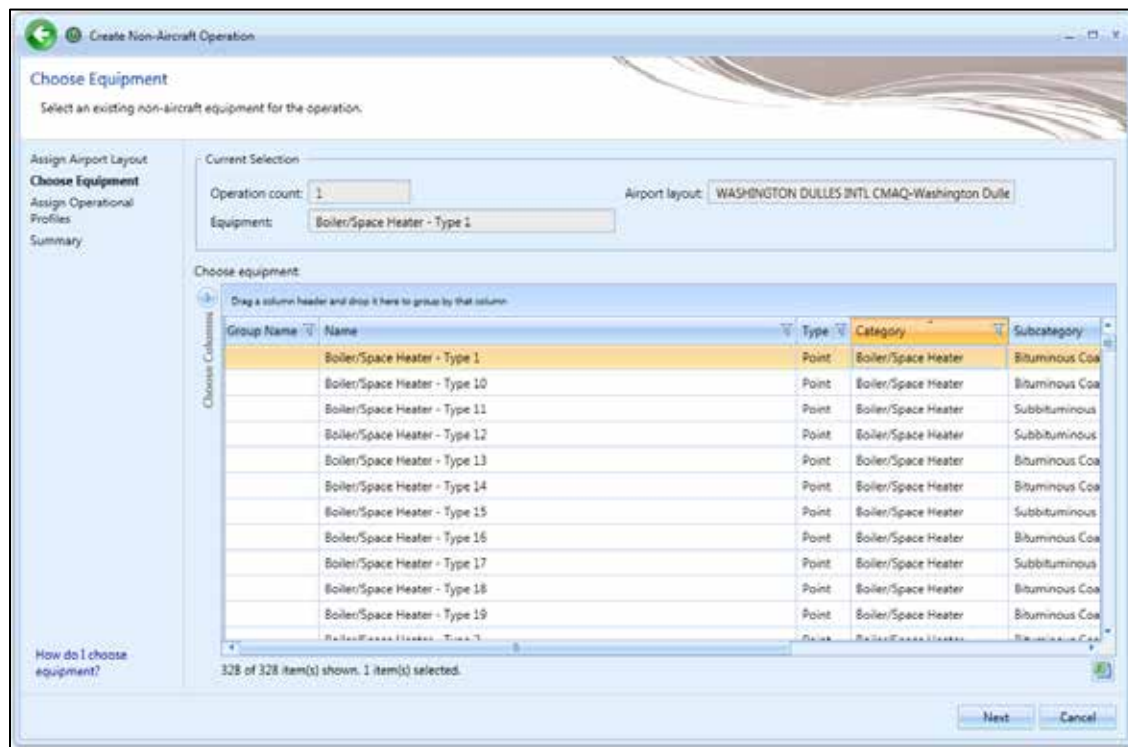 Create Non-Aircraft Operation
Choose Equipment
Select an existing non-aircraft equipment for the operation.
Assign Airport Layout
Choose Equipment
Assign Operational
Profiles
Summary
How do I choose
equipment?
Current Selection
Operation count: 1
Airport layout: WASHINGTON DULLES INTL CMAQ-Washington Dulle
Equipment: Boiler/Space Heater - Type 1
Choose equipment:
Choose Columns
Drag a column header and drop it here to group by that column
Group Name Name Type Category Subcategory
Boiler/Space Heater - Type 1 Point Boiler/Space Heater Bituminous Coa
Boiler/Space Heater - Type 10 Point Boiler/Space Heater Bituminous Coa
Boiler/Space Heater - Type 11 Point Boiler/Space Heater Subbituminous
Boiler/Space Heater - Type 12 Point Boiler/Space Heater Subbituminous
Boiler/Space Heater - Type 13 Point Boiler/Space Heater Bituminous Coa
Boiler/Space Heater - Type 14 Point Boiler/Space Heater Bituminous Coa
Boiler/Space Heater - Type 15 Point Boiler/Space Heater Subbituminous
Boiler/Space Heater - Type 16 Point Boiler/Space Heater Bituminous Coa
Boiler/Space Heater - Type 17 Point Boiler/Space Heater Subbituminous
Boiler/Space Heater - Type 18 Point Boiler/Space Heater Bituminous Coa
Boiler/Space Heater - Type 19 Point Boiler/Space Heater Bituminous Coa
328 of 328 item(s) shown. 1 item(s) selected.
Next Cancel